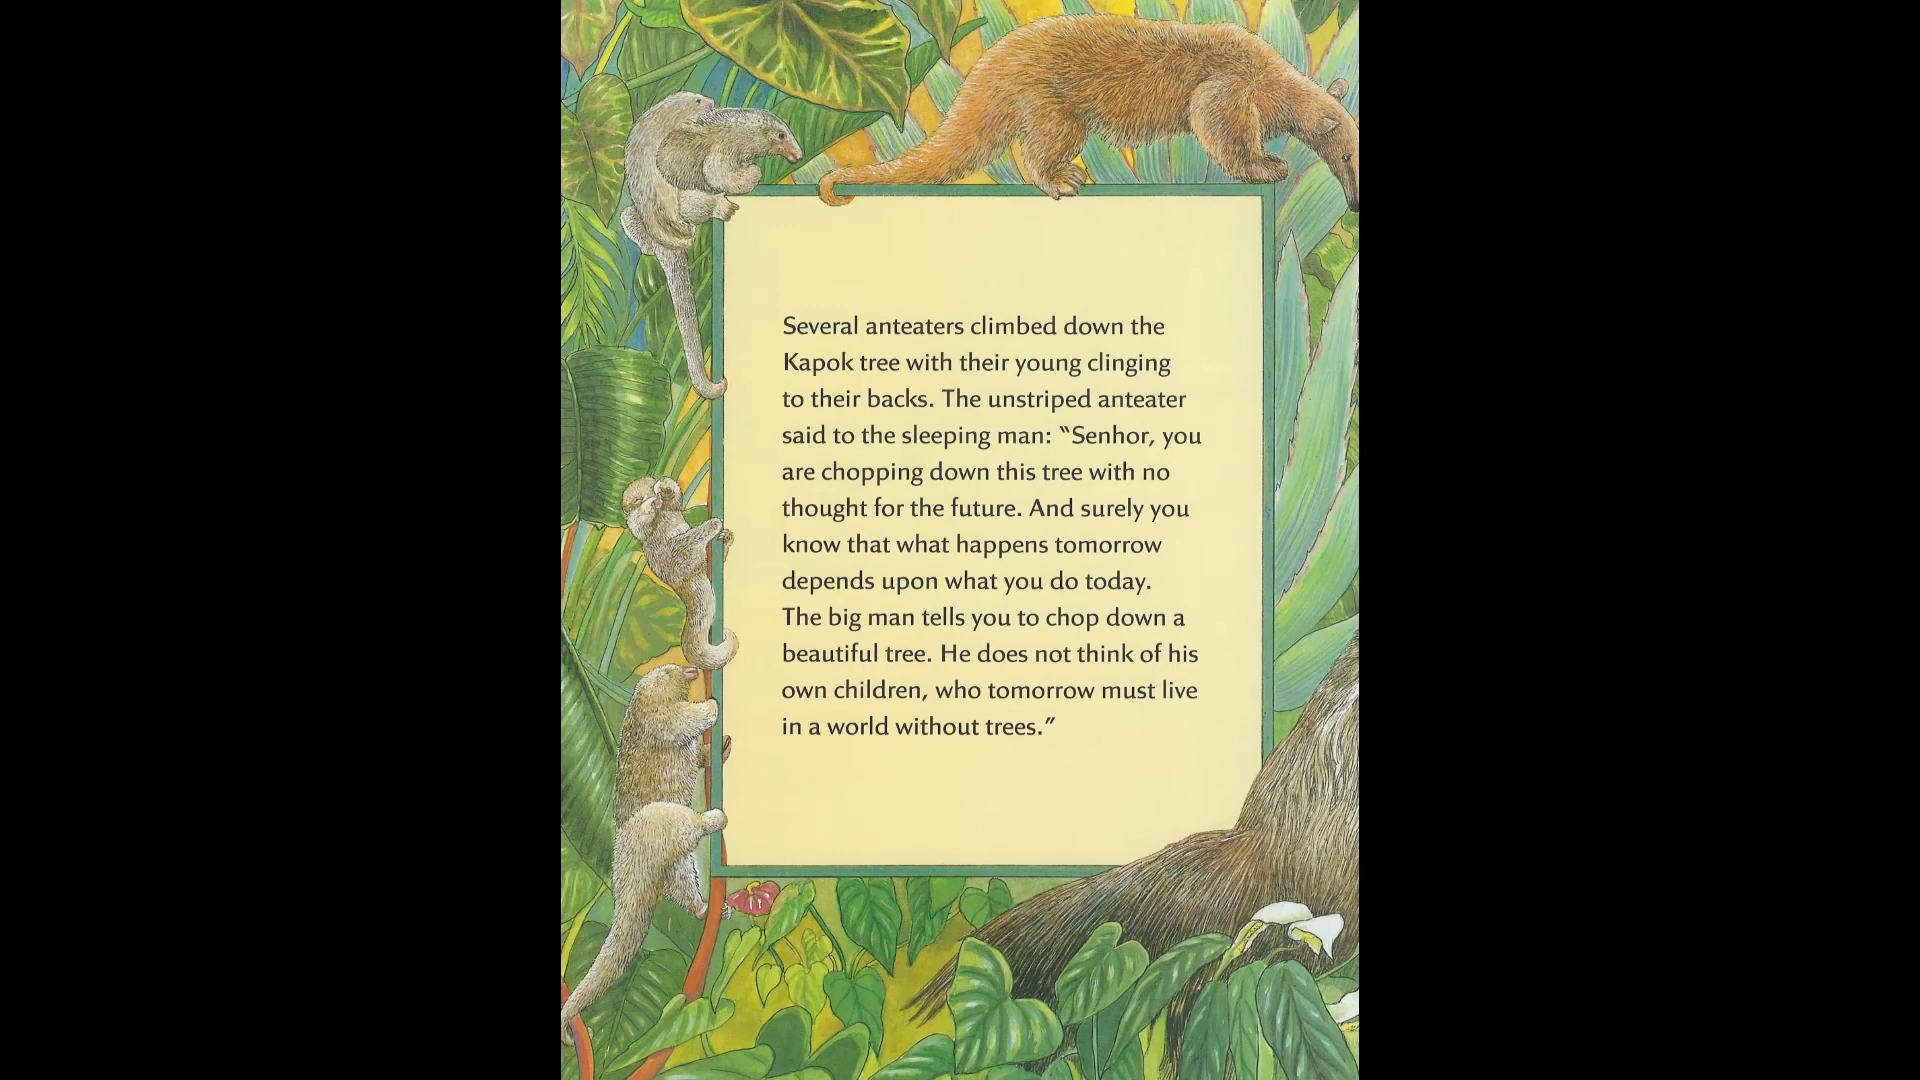 Several anteaters climbed down the
Kapok tree with their young clinging
to their backs. The unstriped anteater
said to the sleeping man: “Senhor, you
are chopping down this tree with no
thought for the future. And surely you
know that what happens tomorrow
depends upon what you do today.
The big man tells you to chop down a
beautiful tree. He does not think of his
own children, who tomorrow must live
in a world without trees.”